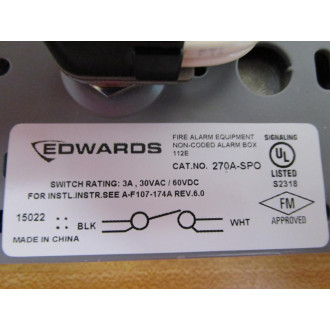 EDWARDS
FIRE ALARM EQUIPMENT
NON-CODED ALARM BOX
112E
CAT.NO. 270A-SPO
SIGNALING
UL
LISTED
S2318
SWITCH RATING: 3A , 30VAC / 60VDC
FOR INSTL.INSTR.SEE A-F107-174A REV.6.0
15022
BLK
WHT
MADE IN CHINA
FM
APPROVED